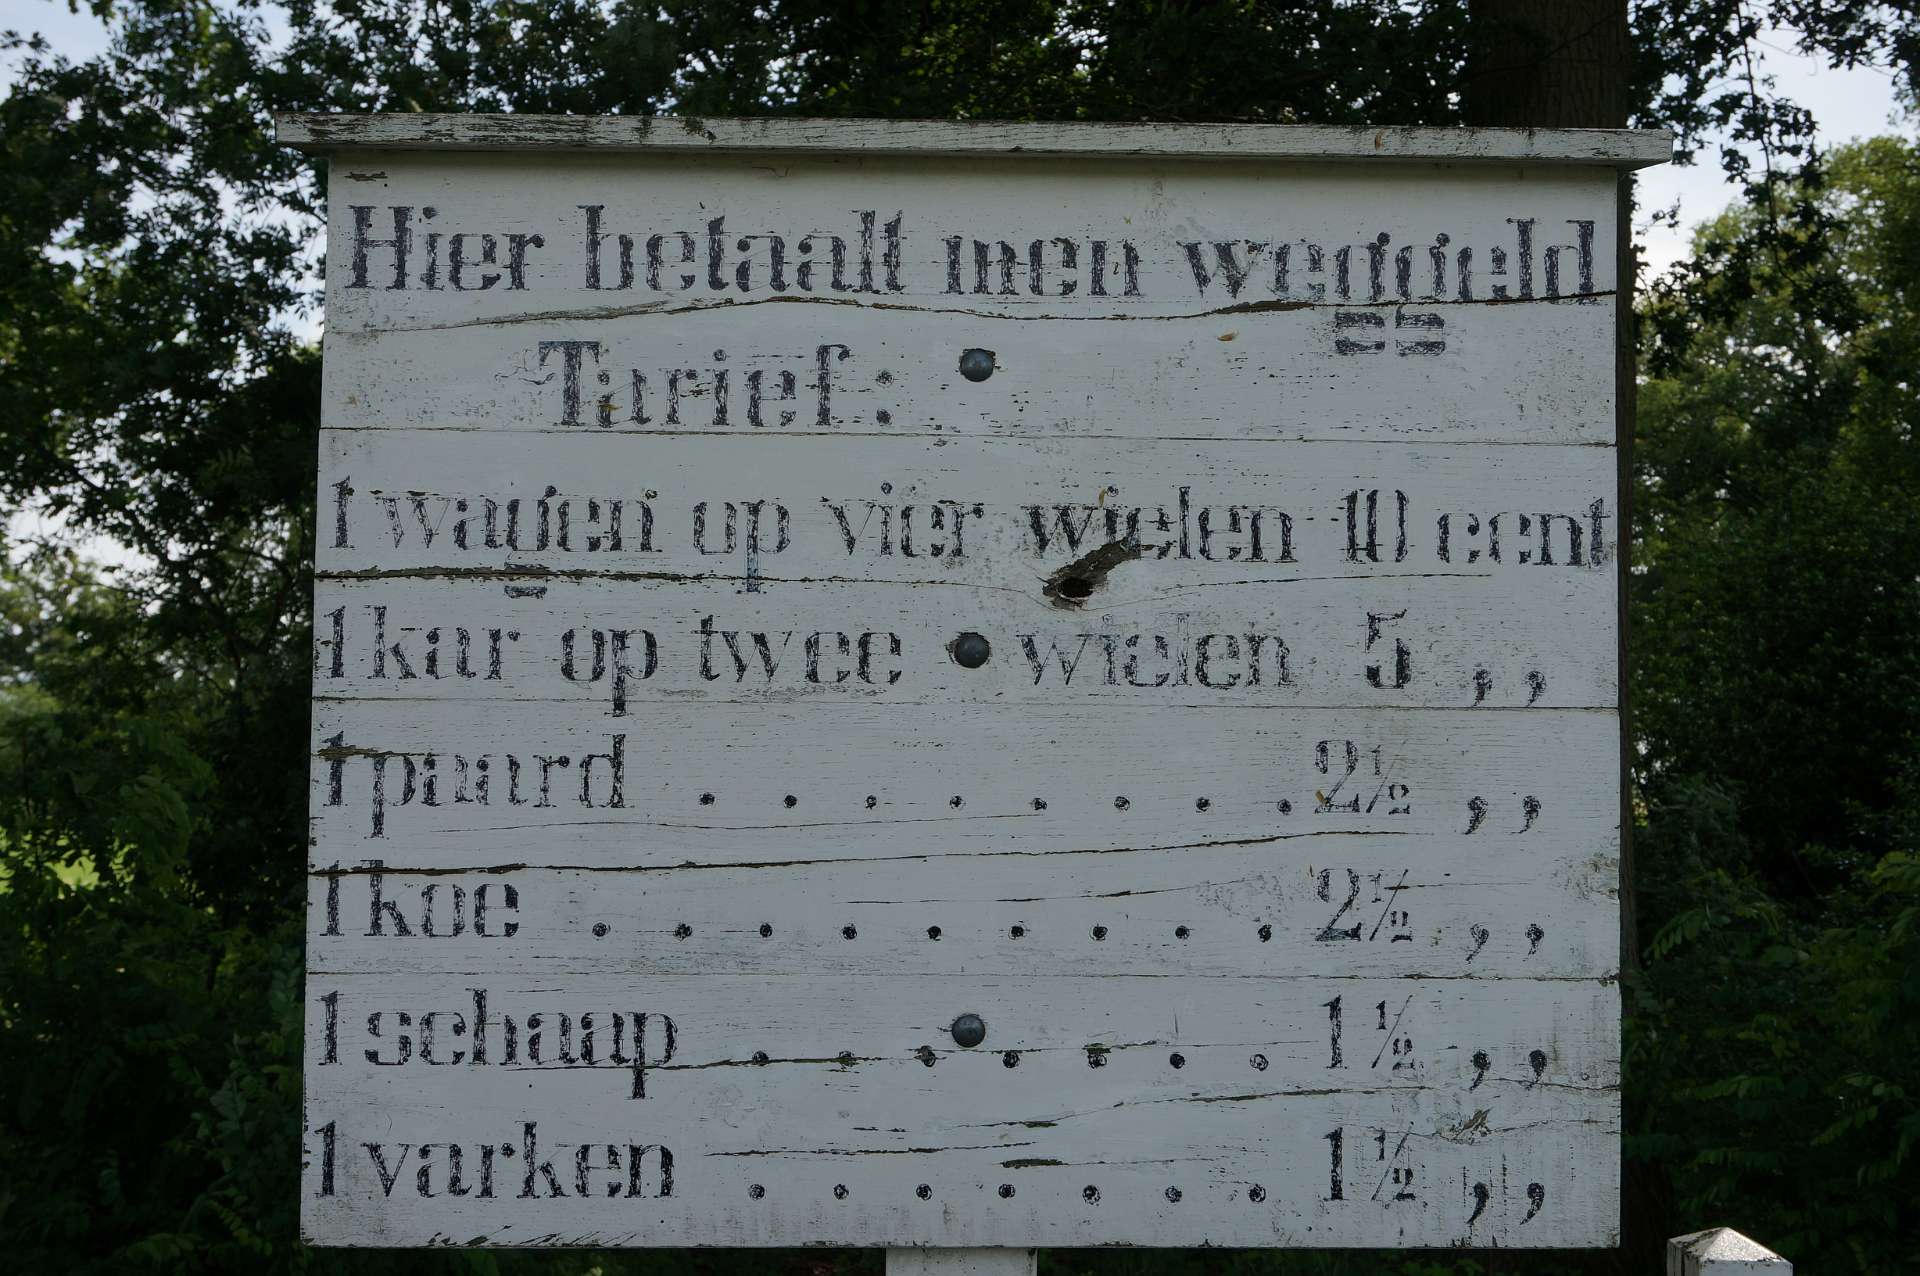 Hier betaalt men weggeld
Tarief:
1 wagen op vier wielen 10 cent
1 kar op twee wielen 5 ,,
1 paard . . . . . . . . 2½ ,,
1 koe . . . . . . . . . 2½ ,,
1 schaap . . . . . . . 1½ ,,
1 varken . . . . . . . 1½ ,,